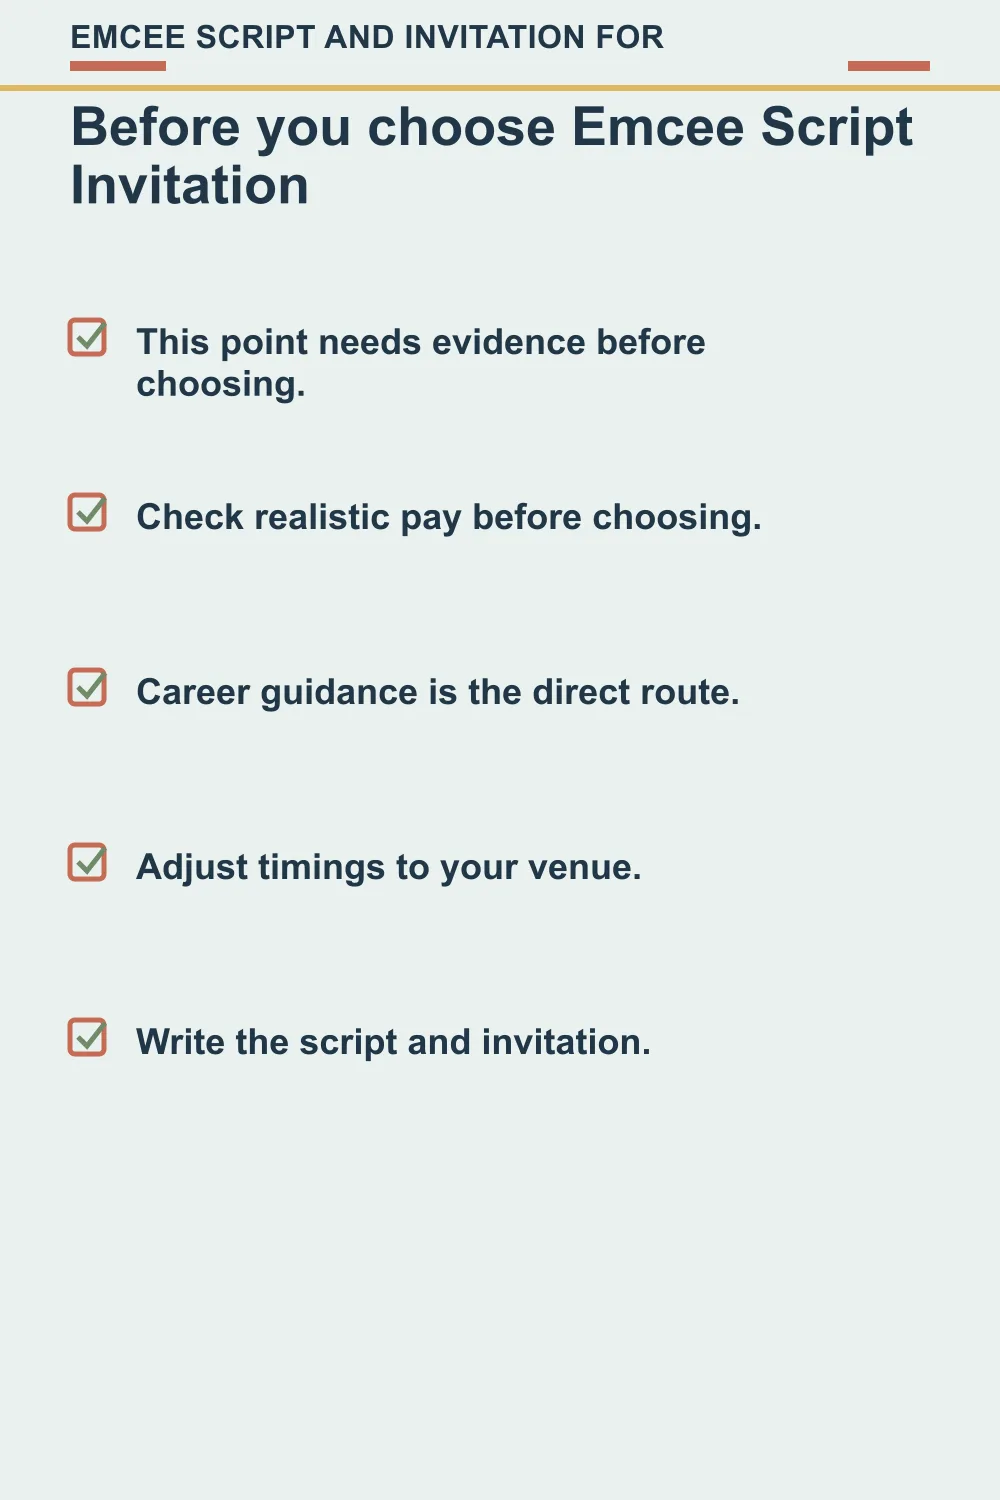 EMCEE SCRIPT AND INVITATION FOR
Before you choose Emcee Script
Invitation
This point needs evidence before
choosing.
Check realistic pay before choosing.
Career guidance is the direct route.
Adjust timings to your venue.
Write the script and invitation.